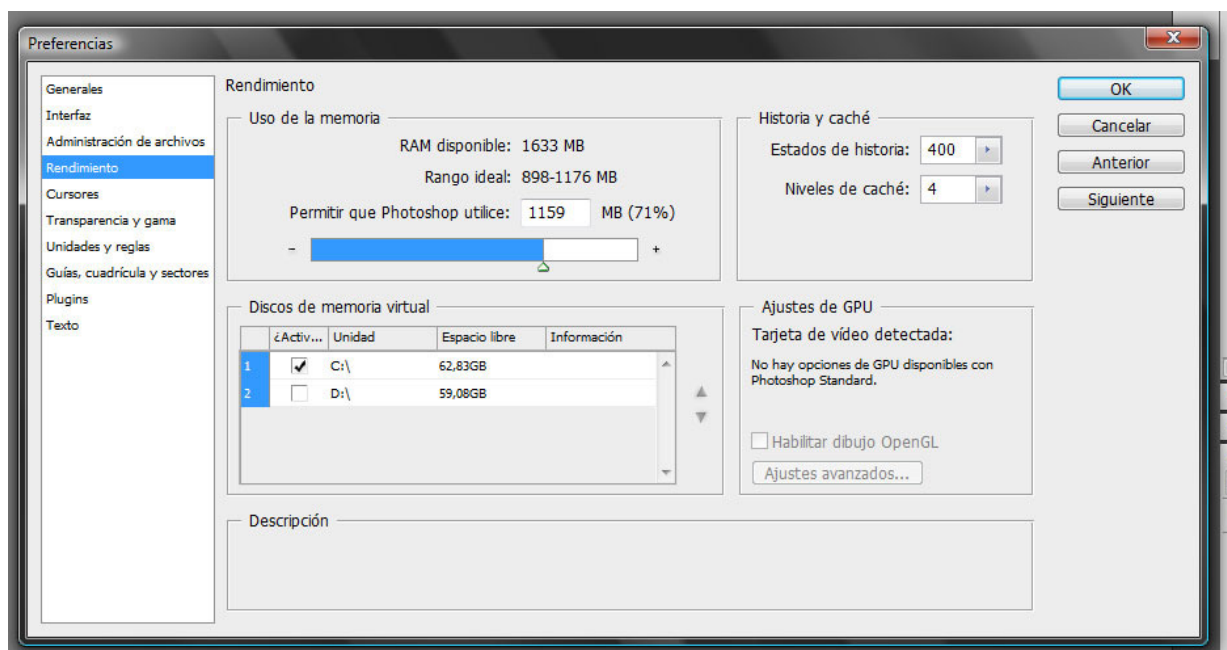 Preferencias
Generales
Interfaz
Administración de archivos
Rendimiento
Cursores
Transparencia y gama
Unidades y reglas
Guías, cuadrícula y sectores
Plugins
Texto
Rendimiento
Uso de la memoria
RAM disponible: 1633 MB
Rango ideal: 898-1176 MB
Permitir que Photoshop utilice: 1159 MB (71%)
- +
Historia y caché
Estados de historia: 400
Niveles de caché: 4
Discos de memoria virtual
¿Activ... Unidad Espacio libre Información
1 C:\ 62,83GB
2 D:\ 59,08GB
Ajustes de GPU
Tarjeta de vídeo detectada:
No hay opciones de GPU disponibles con
Photoshop Standard.
Habilitar dibujo OpenGL
Ajustes avanzados...
Descripción
OK
Cancelar
Anterior
Siguiente